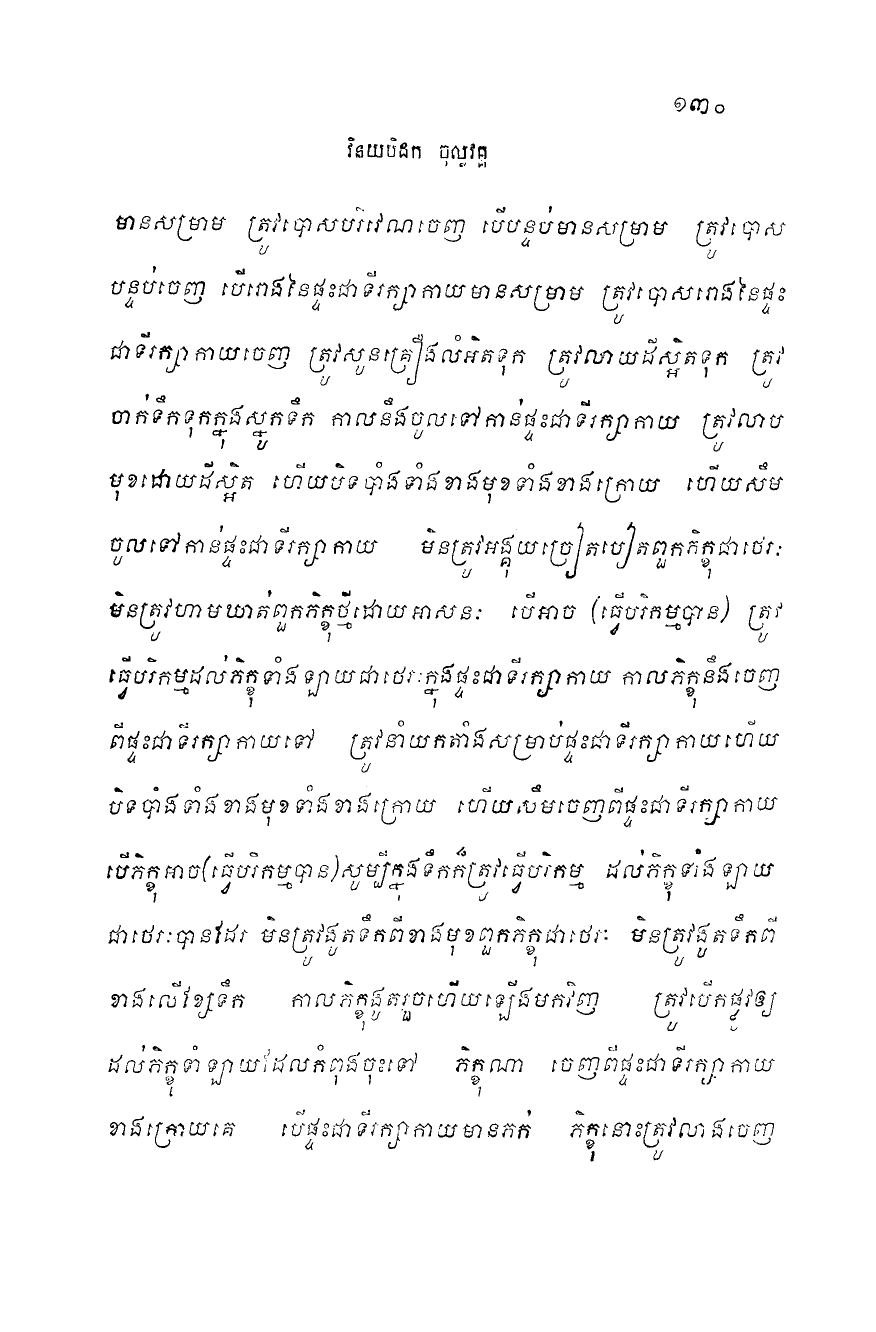 ១៣០
វិនយបិដក ចុល្លវគ្គ
មានសម្រាម ត្រូវបោសបរិវេណចេញ បើបន្ទប់មានសម្រាម ត្រូវបោស
បន្ទប់ចេញ បើរោងនៃផ្ទះជាទីរក្សាកាយមានសម្រាម ត្រូវបោសរោងនៃផ្ទះ
ជាទីរក្សាកាយចេញ ត្រូវសូនគ្រឿងលំអិតទុក ត្រូវលាយដីស្អិតទុក ត្រូវ
ចាក់ទឹកទុកក្នុងស្នូកទឹក កាលនឹងចូលទៅកាន់ផ្ទះជាទីរក្សាកាយ ត្រូវលាប
មុខដោយដីស្អិត ហើយបិទបាំងទាំងខាងមុខទាំងខាងក្រោយ ហើយសឹម
ចូលទៅកាន់ផ្ទះជាទីរក្សាកាយ មិនត្រូវអង្គុយច្រៀតបៀតពួកភិក្ខុជាថេរៈ
មិនត្រូវហាមឃាត់ពួកភិក្ខុថ្មីដោយអាសនៈ បើអាច (ធ្វើបរិកម្មបាន) ត្រូវ
ធ្វើបរិកម្មដល់ភិក្ខុទាំងឡាយជាថេរៈក្នុងផ្ទះជាទីរក្សាកាយ កាលភិក្ខុនឹងចេញ
ពីផ្ទះជាទីរក្សាកាយទៅ ត្រូវនាំយកតាំងសម្រាប់ផ្ទះជាទីរក្សាកាយហើយ
បិទបាំងទាំងខាងមុខទាំងខាងក្រោយ ហើយសឹមចេញពីផ្ទះជាទីរក្សាកាយ
បើភិក្ខុអាច(ធ្វើបរិកម្មបាន)សូម្បីក្នុងទឹកក៏ត្រូវធ្វើបរិកម្ម ដល់ភិក្ខុទាំងឡាយ
ជាថេរៈបានដែរ មិនត្រូវងូតទឹកពីខាងមុខពួកភិក្ខុជាថេរៈ មិនត្រូវងូតទឹកពី
ខាងលើខ្សែទឹក កាលភិក្ខុងូតរួចហើយឡើងមកវិញ ត្រូវបើកផ្លូវឲ្យ
ដល់ភិក្ខុទាំឡាយដែលកំពុងចុះទៅ ភិក្ខុណា ចេញពីផ្ទះជាទីរក្សាកាយ
ខាងក្រោយគេ បើផ្ទះជាទីរក្សាកាយមានភក់ ភិក្ខុនោះត្រូវលាងចេញ